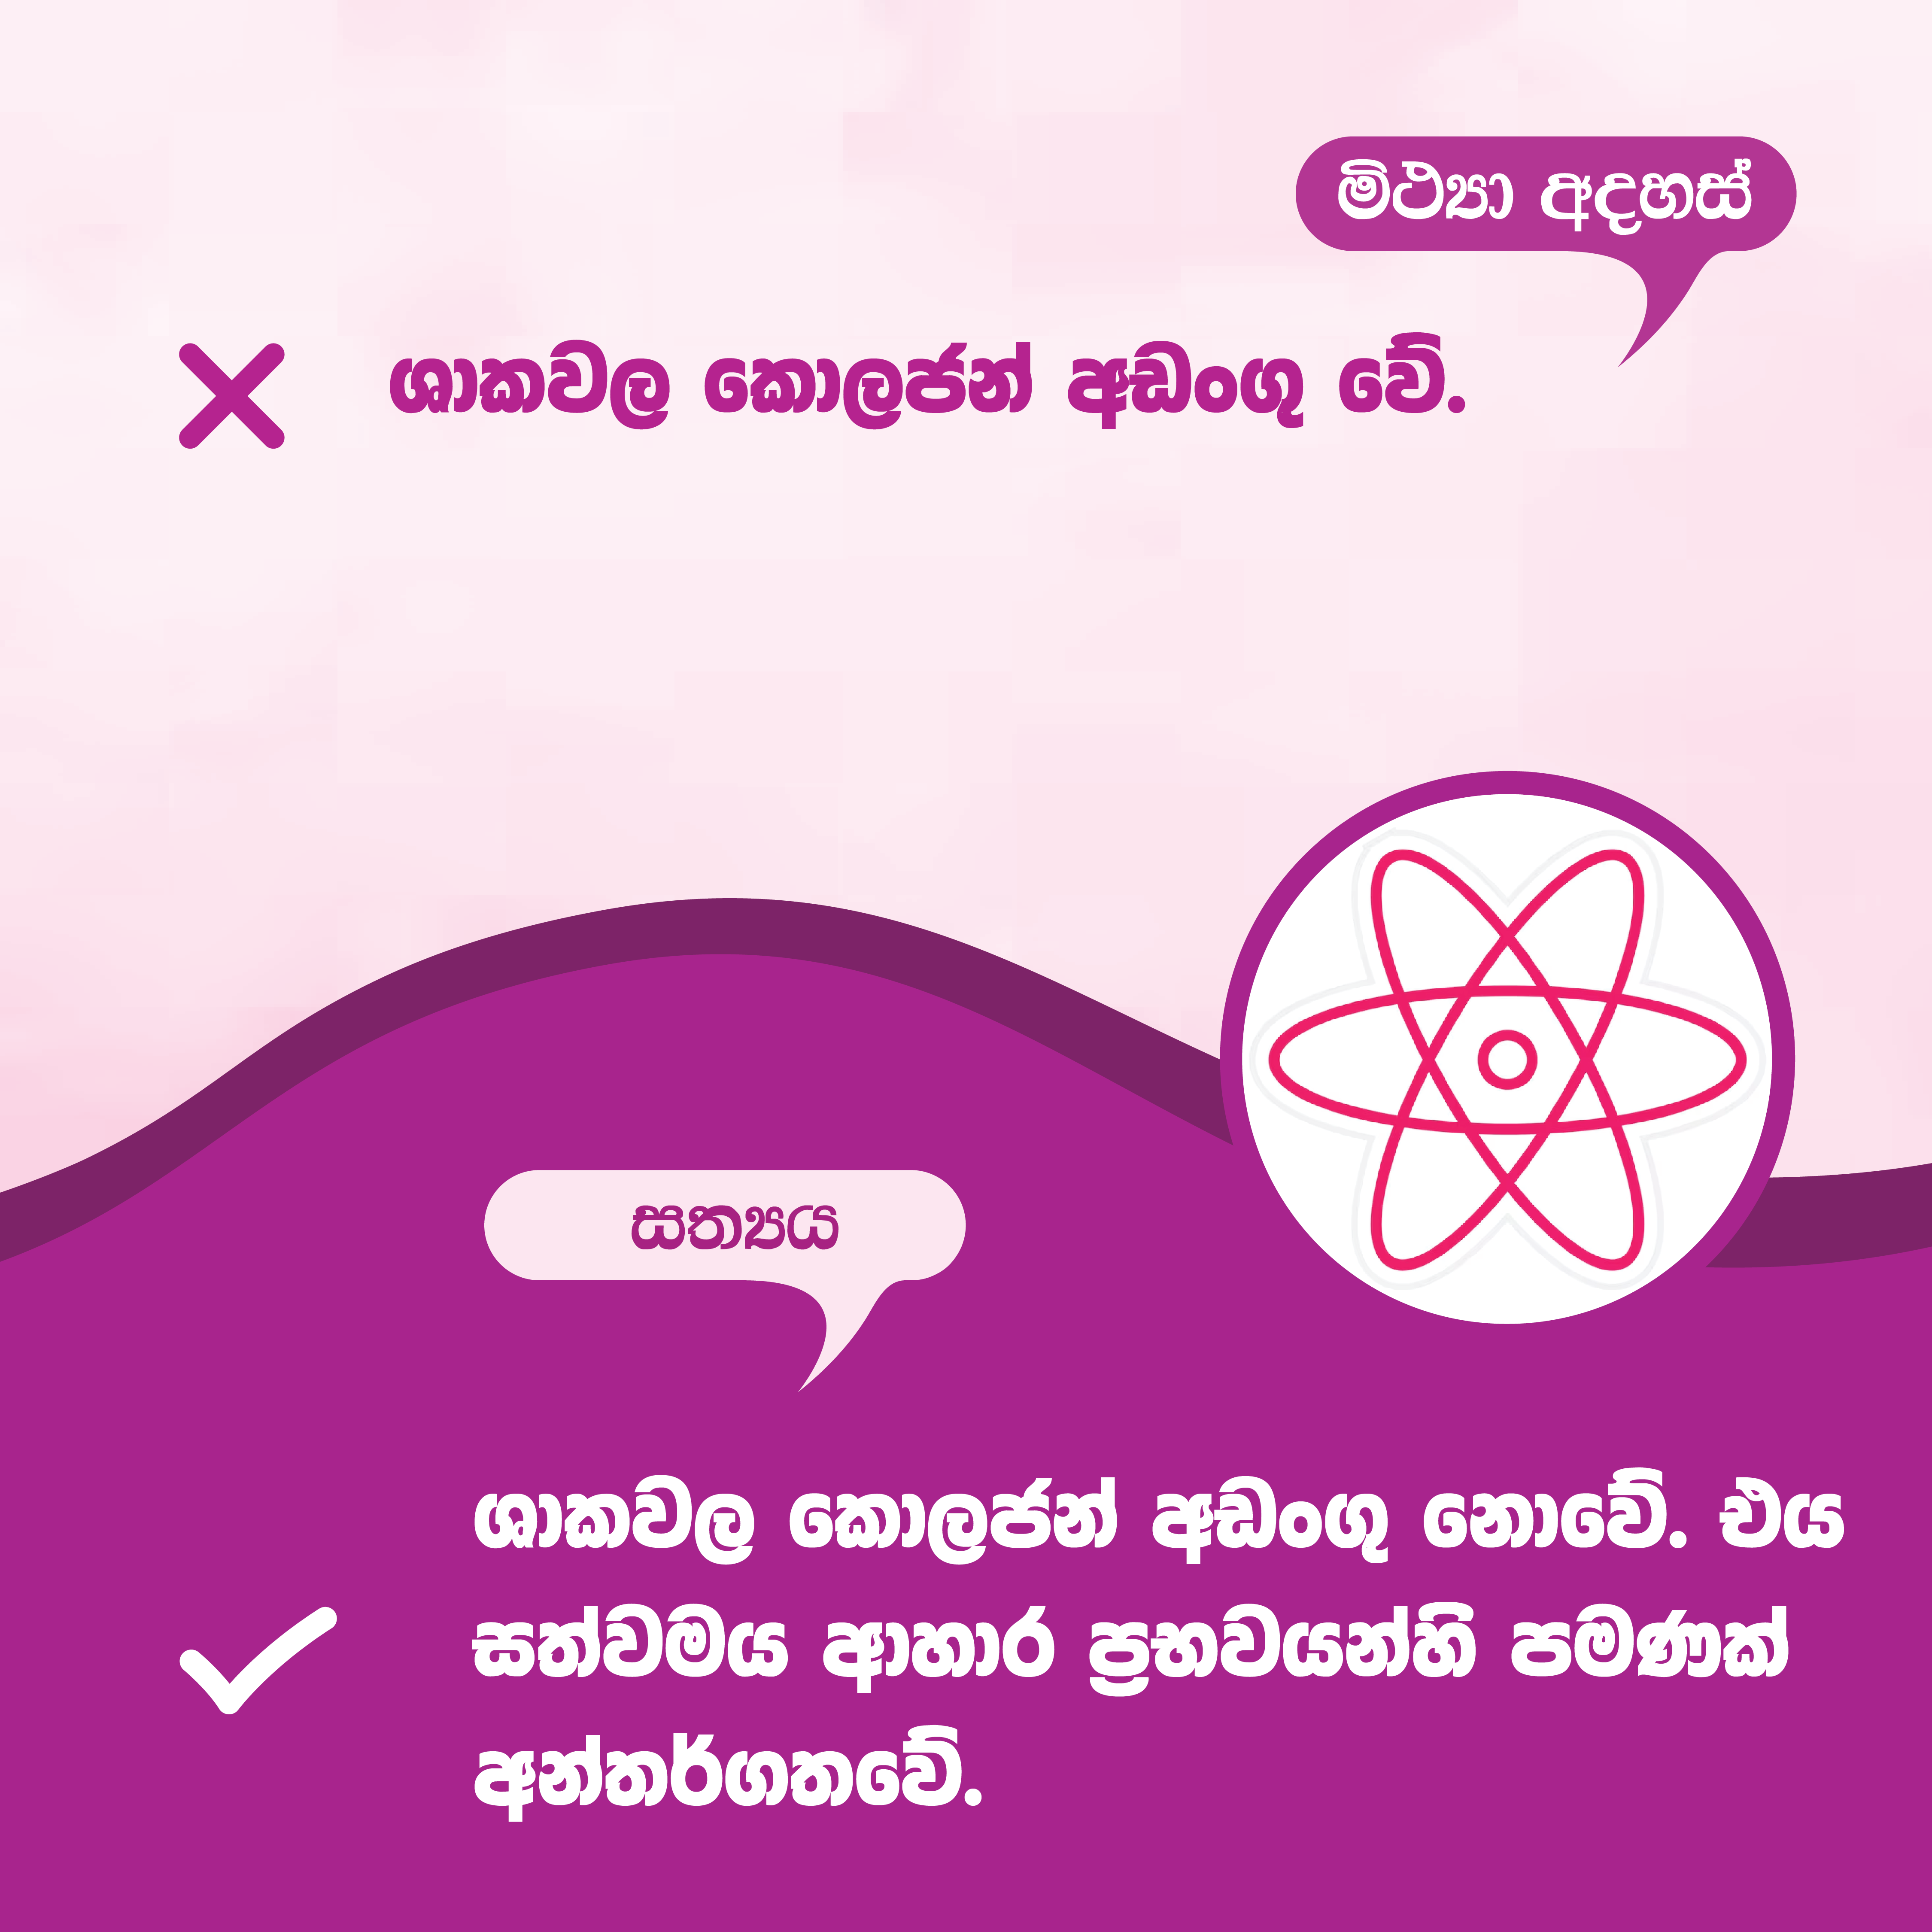 මිථ්‍යා අදහස්
ශාකවල කොලජන් අඩංගු වේ.
සත්‍යය
ශාකවල කොලජන් අඩංගු නොවේ. එය
සත්වමය ආහාර ප්‍රභවයන්හි පමණක්
අන්තර්ගතවේ.